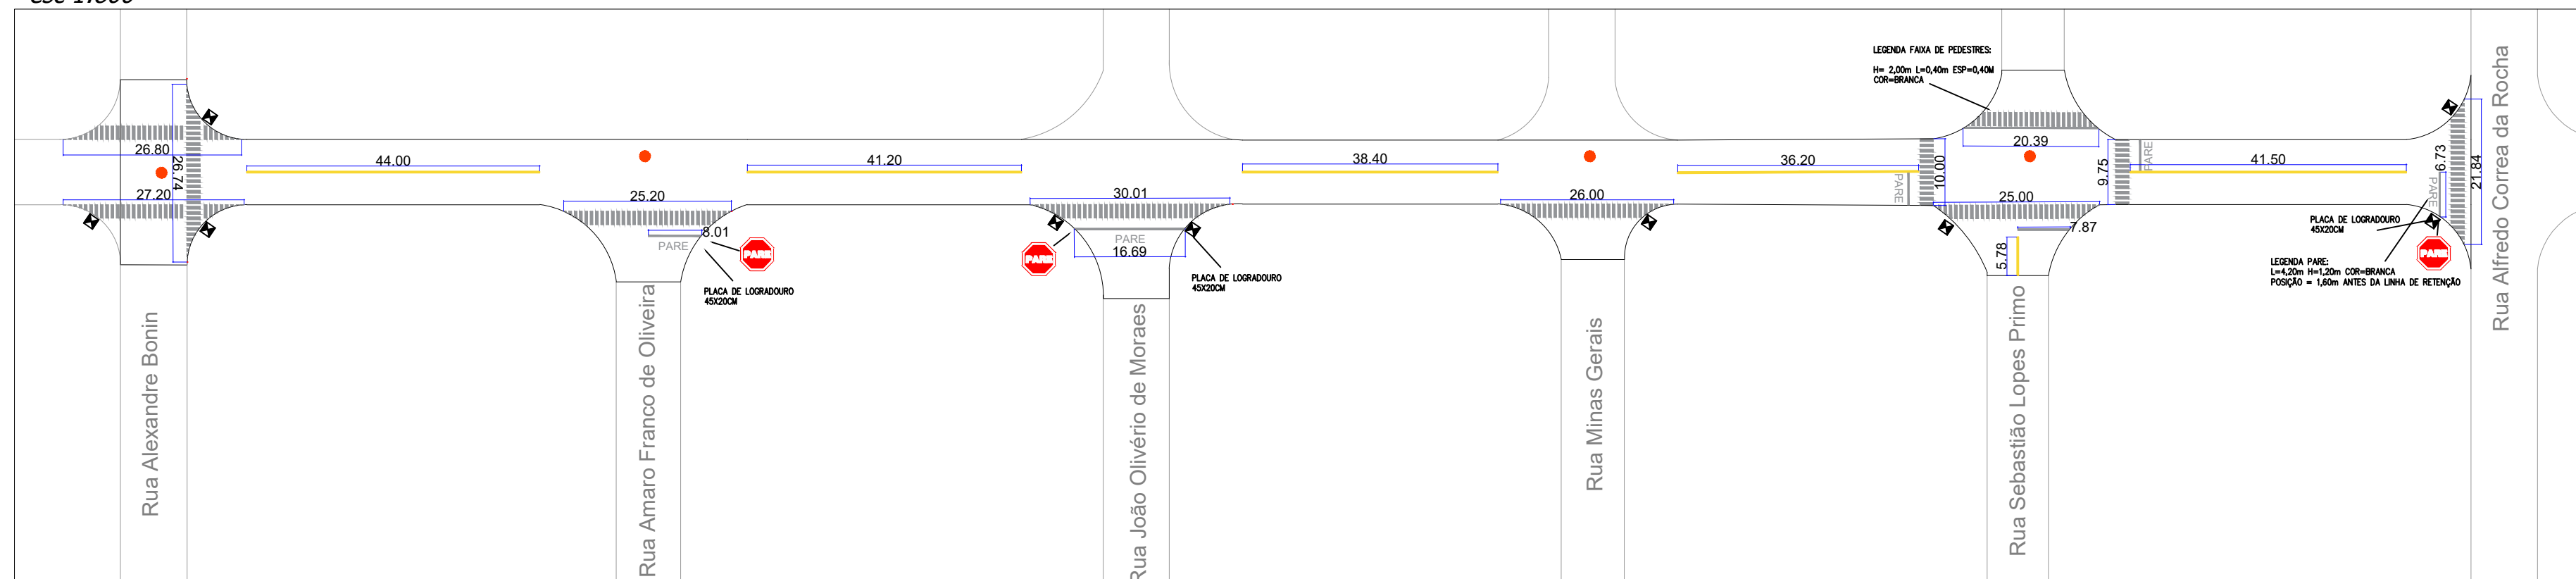 ESC 1:500
LEGENDA FAIXA DE PEDESTRES:
H= 2,00m L=0,40m ESP=0,40M
COR=BRANCA
26.80
26.74
27.20
44.00
25.20
8.01
PARE
PARE
PLACA DE LOGRADOURO
45X20CM
41.20
30.01
PARE
16.69
PARE
PLACA DE LOGRADOURO
45X20CM
38.40
26.00
36.20
PARE
10.00
20.39
25.00
7.87
5.78
9.75
PARE
41.50
6.73
PARE
21.84
PLACA DE LOGRADOURO
45X20CM
PARE
LEGENDA PARE:
L=4,20m H=1,20m COR=BRANCA
POSIÇÃO = 1,60m ANTES DA LINHA DE RETENÇÃO
Rua Alexandre Bonin
Rua Amaro Franco de Oliveira
Rua João Olivério de Moraes
Rua Minas Gerais
Rua Sebastião Lopes Primo
Rua Alfredo Correa da Rocha